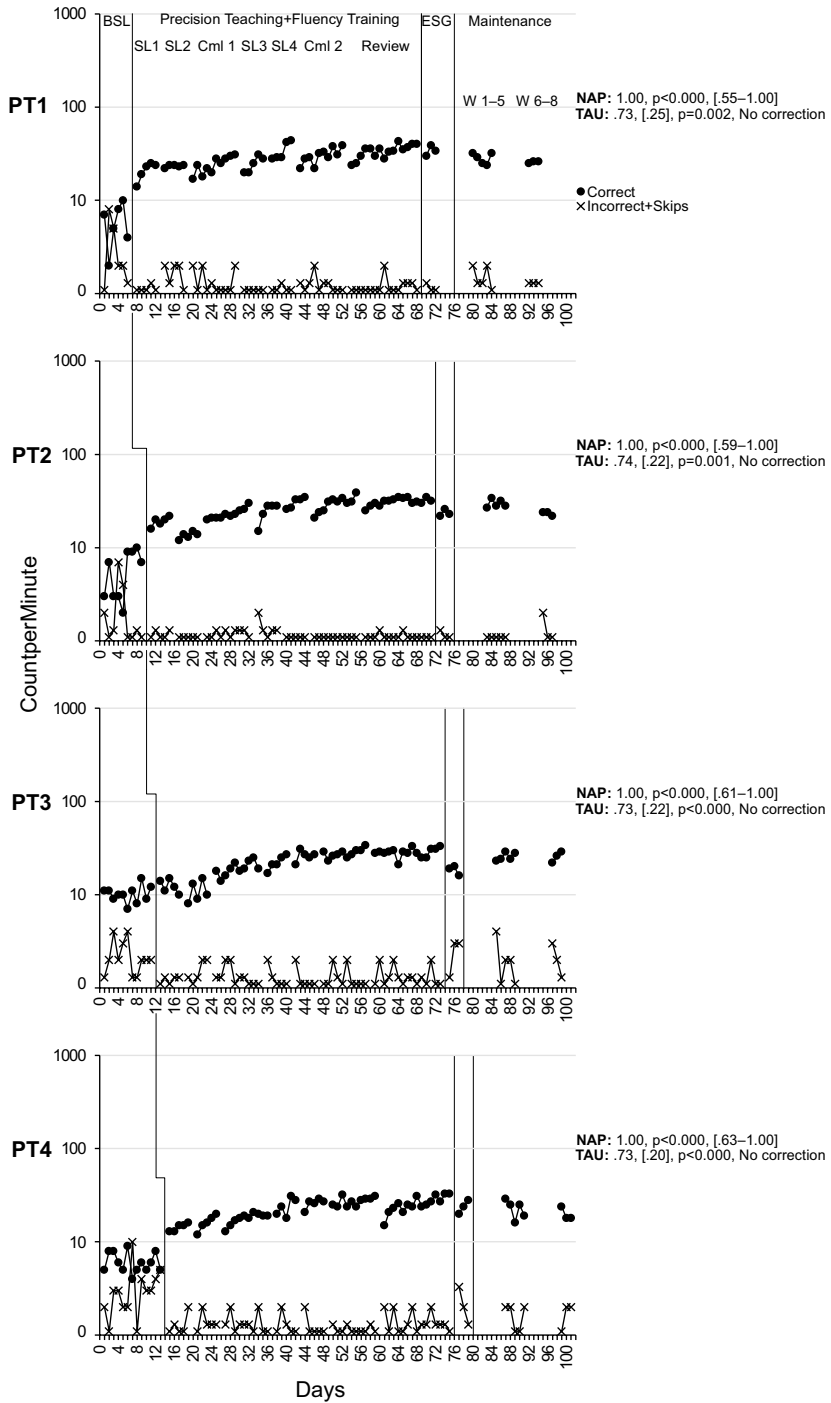 BSL Precision Teaching+Fluency Training ESG Maintenance
SL1 SL2 Cml 1 SL3 SL4 Cml 2 Review
W 1–5 W 6–8
PT1
NAP: 1.00, p<0.000, [.55–1.00]
TAU: .73, [.25], p=0.002, No correction
Correct
Incorrect+Skips
1000
100
10
0
0 4 8 12 16 20 24 28 32 36 40 44 48 52 56 60 64 68 72 76 80 84 88 92 96 100
PT2
NAP: 1.00, p<0.000, [.59–1.00]
TAU: .74, [.22], p=0.001, No correction
1000
100
10
0
0 4 8 12 16 20 24 28 32 36 40 44 48 52 56 60 64 68 72 76 80 84 88 92 96 100
CountperMinute
PT3
NAP: 1.00, p<0.000, [.61–1.00]
TAU: .73, [.22], p<0.000, No correction
1000
100
10
0
0 4 8 12 16 20 24 28 32 36 40 44 48 52 56 60 64 68 72 76 80 84 88 92 96 100
PT4
NAP: 1.00, p<0.000, [.63–1.00]
TAU: .73, [.20], p<0.000, No correction
1000
100
10
0
0 4 8 12 16 20 24 28 32 36 40 44 48 52 56 60 64 68 72 76 80 84 88 92 96 100
Days